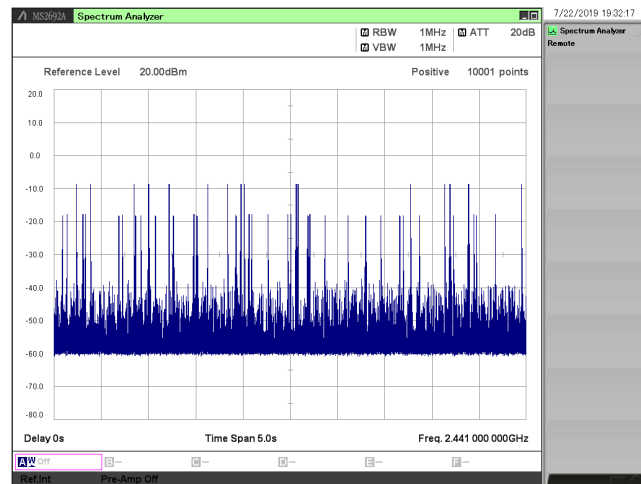 MS2692A Spectrum Analyzer
7/22/2019 19:32:17
M RBW 1MHz M ATT 20dB
M VBW 1MHz
Spectrum Analyzer
Remote
Reference Level 20.00dBm Positive 10001 points
20.0
10.0
0.0
-10.0
-20.0
-30.0
-40.0
-50.0
-60.0
-70.0
-80.0
Delay 0s Time Span 5.0s Freq. 2.441 000 000GHz
A W Off B — C — D — E — F —
Ref.Int Pre-Amp Off